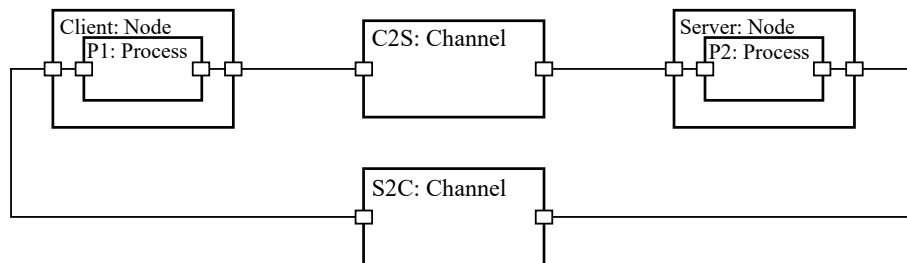 Client: Node
P1: Process
C2S: Channel
Server: Node
P2: Process
S2C: Channel